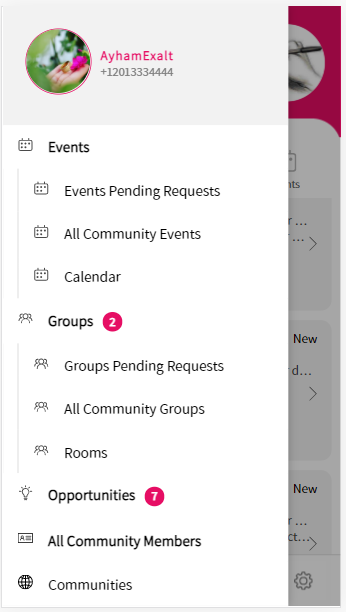 AyhamExalt
+12013334444
Events
Events Pending Requests
All Community Events
Calendar
Groups 2
Groups Pending Requests
All Community Groups
Rooms
Opportunities 7
All Community Members
Communities
New
New